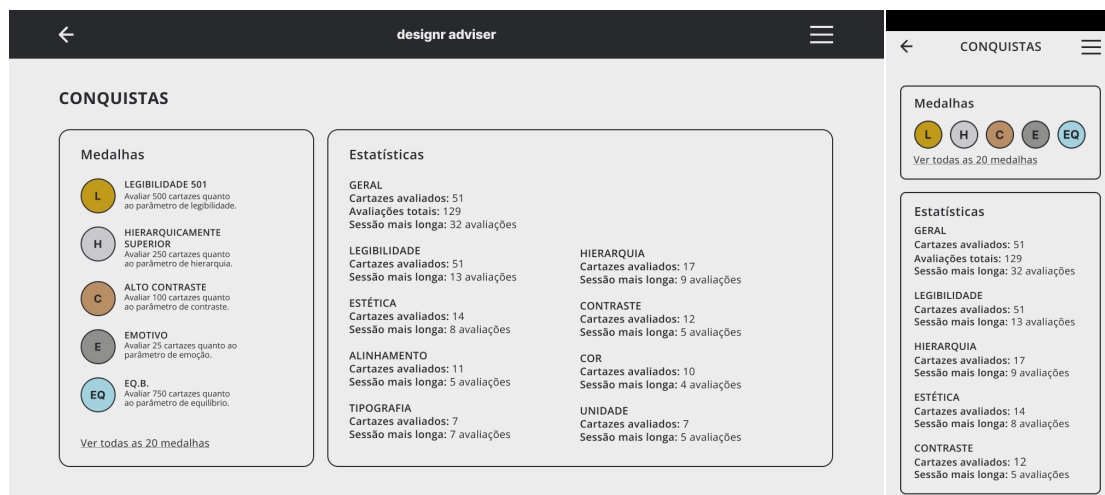 designr adviser
CONQUISTAS
Medalhas
L
LEGIBILIDADE 501
Avaliar 500 cartazes quanto
ao parâmetro de legibilidade.
H
HIERARQUICAMENTE
SUPERIOR
Avaliar 250 cartazes quanto
ao parâmetro de hierarquia.
C
ALTO CONTRASTE
Avaliar 100 cartazes quanto
ao parâmetro de contraste.
E
EMOTIVO
Avaliar 25 cartazes quanto ao
parâmetro de emoção.
EQ
EQ.B.
Avaliar 750 cartazes quanto
ao parâmetro de equilíbrio.
Ver todas as 20 medalhas
Estatísticas
GERAL
Cartazes avaliados: 51
Avaliações totais: 129
Sessão mais longa: 32 avaliações
LEGIBILIDADE
Cartazes avaliados: 51
Sessão mais longa: 13 avaliações
ESTÉTICA
Cartazes avaliados: 14
Sessão mais longa: 8 avaliações
ALINHAMENTO
Cartazes avaliados: 11
Sessão mais longa: 5 avaliações
TIPOGRAFIA
Cartazes avaliados: 7
Sessão mais longa: 7 avaliações
HIERARQUIA
Cartazes avaliados: 17
Sessão mais longa: 9 avaliações
CONTRASTE
Cartazes avaliados: 12
Sessão mais longa: 5 avaliações
COR
Cartazes avaliados: 10
Sessão mais longa: 4 avaliações
UNIDADE
Cartazes avaliados: 7
Sessão mais longa: 5 avaliações
CONQUISTAS
Medalhas
L H C E EQ
Ver todas as 20 medalhas
Estatísticas
GERAL
Cartazes avaliados: 51
Avaliações totais: 129
Sessão mais longa: 32 avaliações
LEGIBILIDADE
Cartazes avaliados: 51
Sessão mais longa: 13 avaliações
HIERARQUIA
Cartazes avaliados: 17
Sessão mais longa: 9 avaliações
ESTÉTICA
Cartazes avaliados: 14
Sessão mais longa: 8 avaliações
CONTRASTE
Cartazes avaliados: 12
Sessão mais longa: 5 avaliações